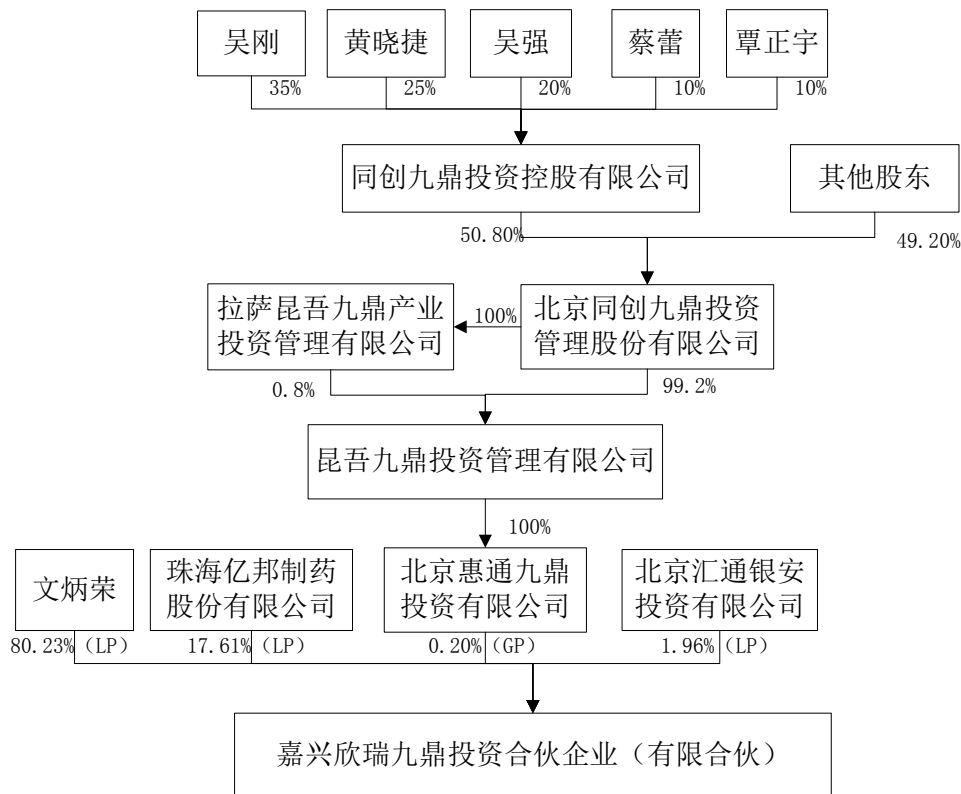 吴刚
黄晓捷
吴强
蔡蕾
覃正宇
35%
25%
20%
10%
10%
同创九鼎投资控股有限公司
其他股东
50.80%
49.20%
拉萨昆吾九鼎产业
投资管理有限公司
100%
北京同创九鼎投资
管理股份有限公司
0.8%
99.2%
昆吾九鼎投资管理有限公司
100%
文炳荣
珠海亿邦制药
股份有限公司
北京惠通九鼎
投资有限公司
北京汇通银安
投资有限公司
80.23%（LP）
17.61%（LP）
0.20%（GP）
1.96%（LP）
嘉兴欣瑞九鼎投资合伙企业（有限合伙）